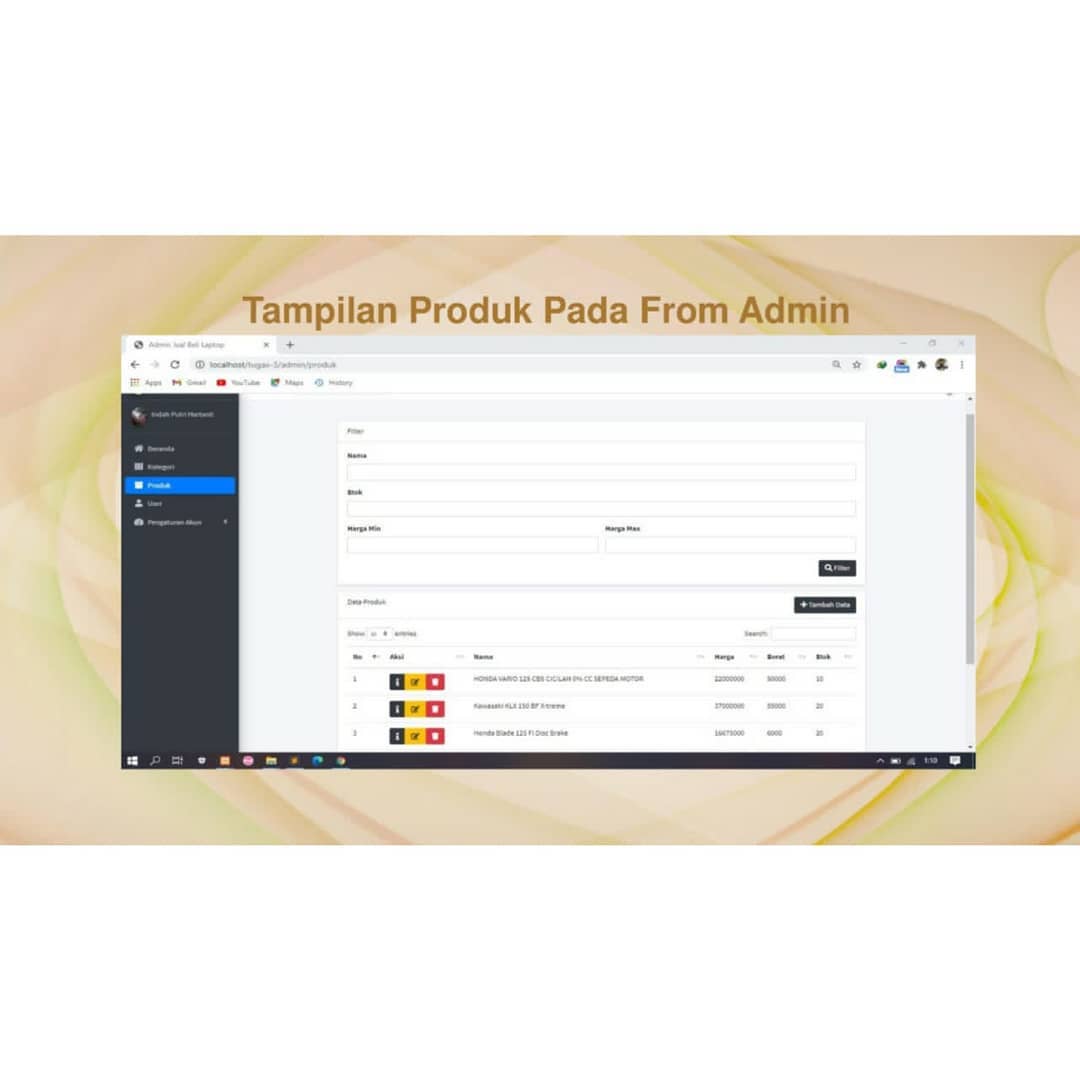 Tampilan Produk Pada From Admin
Admin Jual Beli Laptop
localhost/tugas-5/admin/produk
Apps Gmail YouTube Maps History
Indah Putri Hartanti
Beranda
Kategori
Produk
User
Pengaturan Akun
Filter
Nama
Stok
Harga Min Harga Max
Filter
Data Produk Tambah Data
Show 10 entries Search:
No Aksi Nama Harga Berat Stok
1 HONDA VARIO 125 CBS CICILAN 0% CC SEPEDA MOTOR 22000000 50000 10
2 Kawasaki KLX 150 BF Xtreme 37000000 55000 20
3 Honda Blade 125 FI Disc Brake 16675000 6000 20
1:10